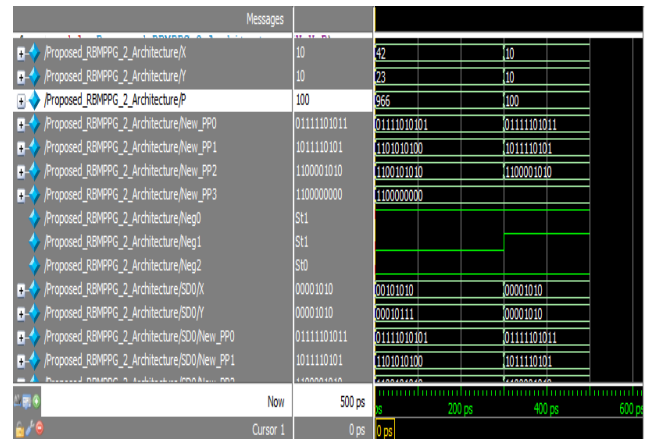 Messages
/Proposed_RBMPPG_2_Architecture/X 10 42 10
/Proposed_RBMPPG_2_Architecture/Y 10 23 10
/Proposed_RBMPPG_2_Architecture/P 100 966 100
/Proposed_RBMPPG_2_Architecture/New_PP0 01111101011 01111010101 01111101011
/Proposed_RBMPPG_2_Architecture/New_PP1 1011110101 1101010100 1011110101
/Proposed_RBMPPG_2_Architecture/New_PP2 1100001010 1100101010 1100001010
/Proposed_RBMPPG_2_Architecture/New_PP3 1100000000 1100000000
/Proposed_RBMPPG_2_Architecture/Neg0 St1
/Proposed_RBMPPG_2_Architecture/Neg1 St1
/Proposed_RBMPPG_2_Architecture/Neg2 St0
/Proposed_RBMPPG_2_Architecture/SD0/X 00001010 00101010 00001010
/Proposed_RBMPPG_2_Architecture/SD0/Y 00001010 00010111 00001010
/Proposed_RBMPPG_2_Architecture/SD0/New_PP0 01111101011 01111010101 01111101011
/Proposed_RBMPPG_2_Architecture/SD0/New_PP1 1011110101 1101010100 1011110101
Now 500 ps ps 200 ps 400 ps 600 ps
Cursor 1 0 ps 0 ps